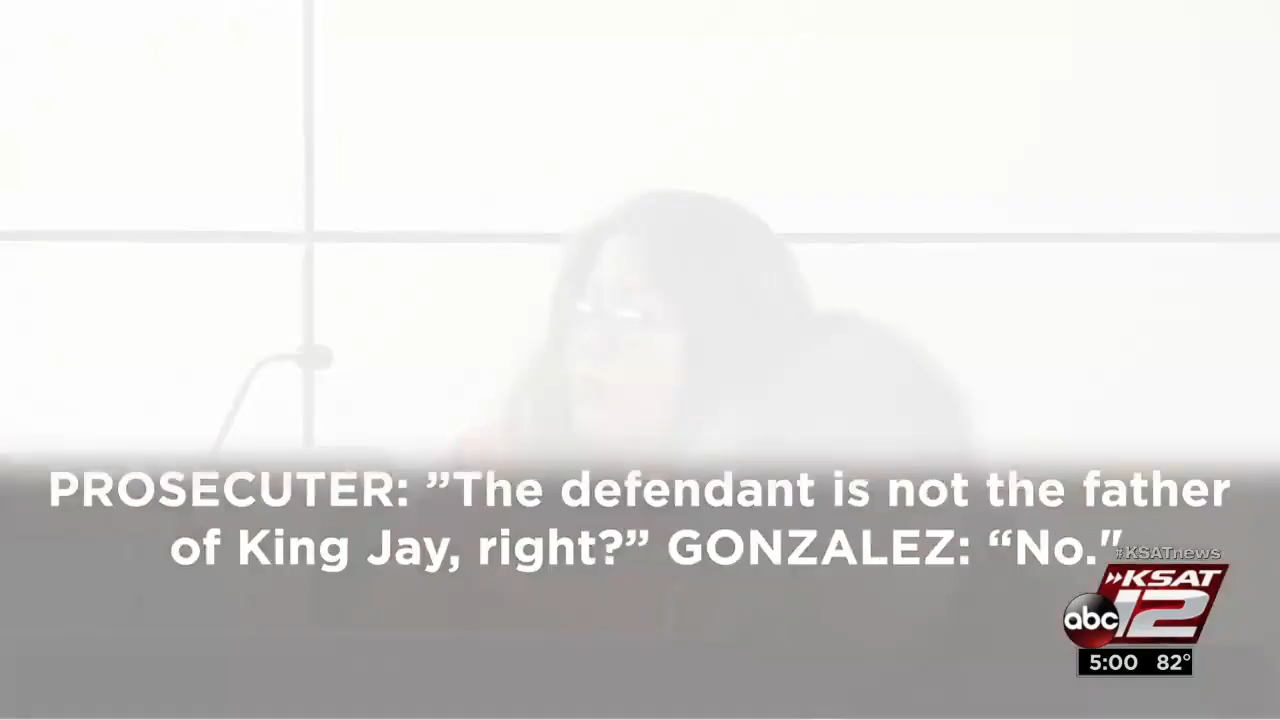 PROSECUTER: ”The defendant is not the father
of King Jay, right?” GONZALEZ: “No."
#KSATnews
KSAT
abc 12
5:00 82°